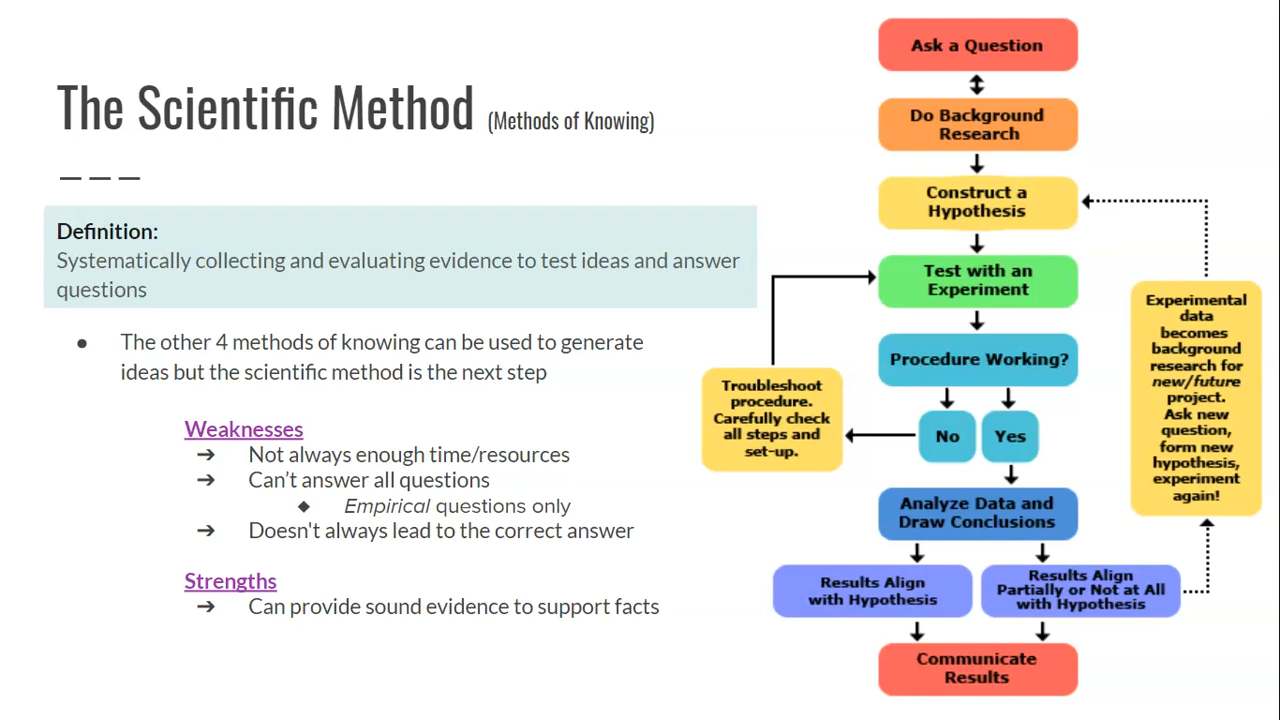 The Scientific Method (Methods of Knowing)
Definition:
Systematically collecting and evaluating evidence to test ideas and answer
questions
● The other 4 methods of knowing can be used to generate
ideas but the scientific method is the next step
Weaknesses
➔ Not always enough time/resources
➔ Can't answer all questions
◆ Empirical questions only
➔ Doesn't always lead to the correct answer
Strengths
➔ Can provide sound evidence to support facts
Ask a Question
Do Background
Research
Construct a
Hypothesis
Test with an
Experiment
Procedure Working?
No
Yes
Troubleshoot
procedure.
Carefully check
all steps and
set-up.
Analyze Data and
Draw Conclusions
Results Align
with Hypothesis
Results Align
Partially or Not at All
with Hypothesis
Communicate
Results
Experimental
data
becomes
background
research for
new/future
project.
Ask new
question,
form new
hypothesis,
experiment
again!